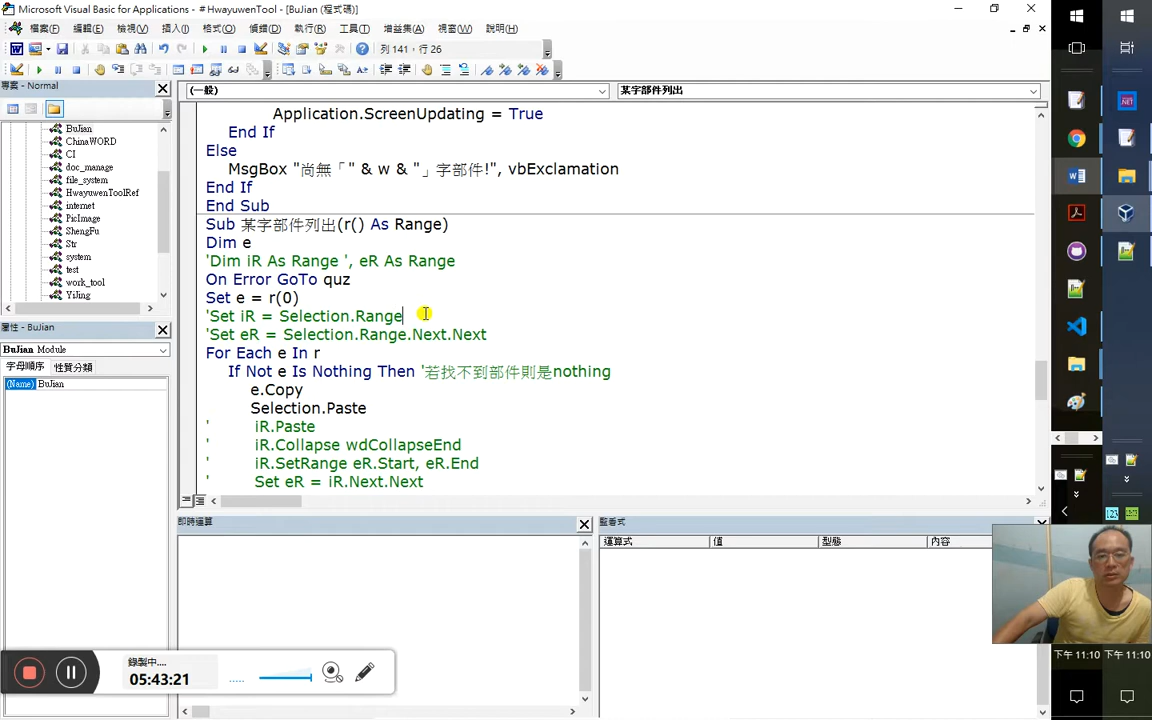 Microsoft Visual Basic for Applications - #HwayuwenTool - [BuJian (程式碼)]
檔案(F) 編輯(E) 檢視(V) 插入(I) 格式(O) 偵錯(D) 執行(R) 工具(T) 增益集(A) 視窗(W) 說明(H)
列 141，行 26
專案 - Normal
BuJian
ChinaWORD
CI
doc_manage
file_system
HwayuwenToolRef
internet
PicImage
ShengFu
Str
system
test
work_tool
YiJing
屬性 - BuJian
BuJian Module
字母順序 性質分類
(Name) BuJian
(一般) 某字部件列出
Application.ScreenUpdating = True
End If
Else
MsgBox "尚無「" & w & "」字部件!", vbExclamation
End If
End Sub
Sub 某字部件列出(r() As Range)
Dim e
'Dim iR As Range ', eR As Range
On Error GoTo quz
Set e = r(0)
'Set iR = Selection.Range
'Set eR = Selection.Range.Next.Next
For Each e In r
If Not e Is Nothing Then '若找不到部件則是nothing
e.Copy
Selection.Paste
' iR.Paste
' iR.Collapse wdCollapseEnd
' iR.SetRange eR.Start, eR.End
' Set eR = iR.Next.Next
即時運算
監看式
運算式 值 型態 內容
錄製中....
05:43:21
下午 11:10 下午 11:10